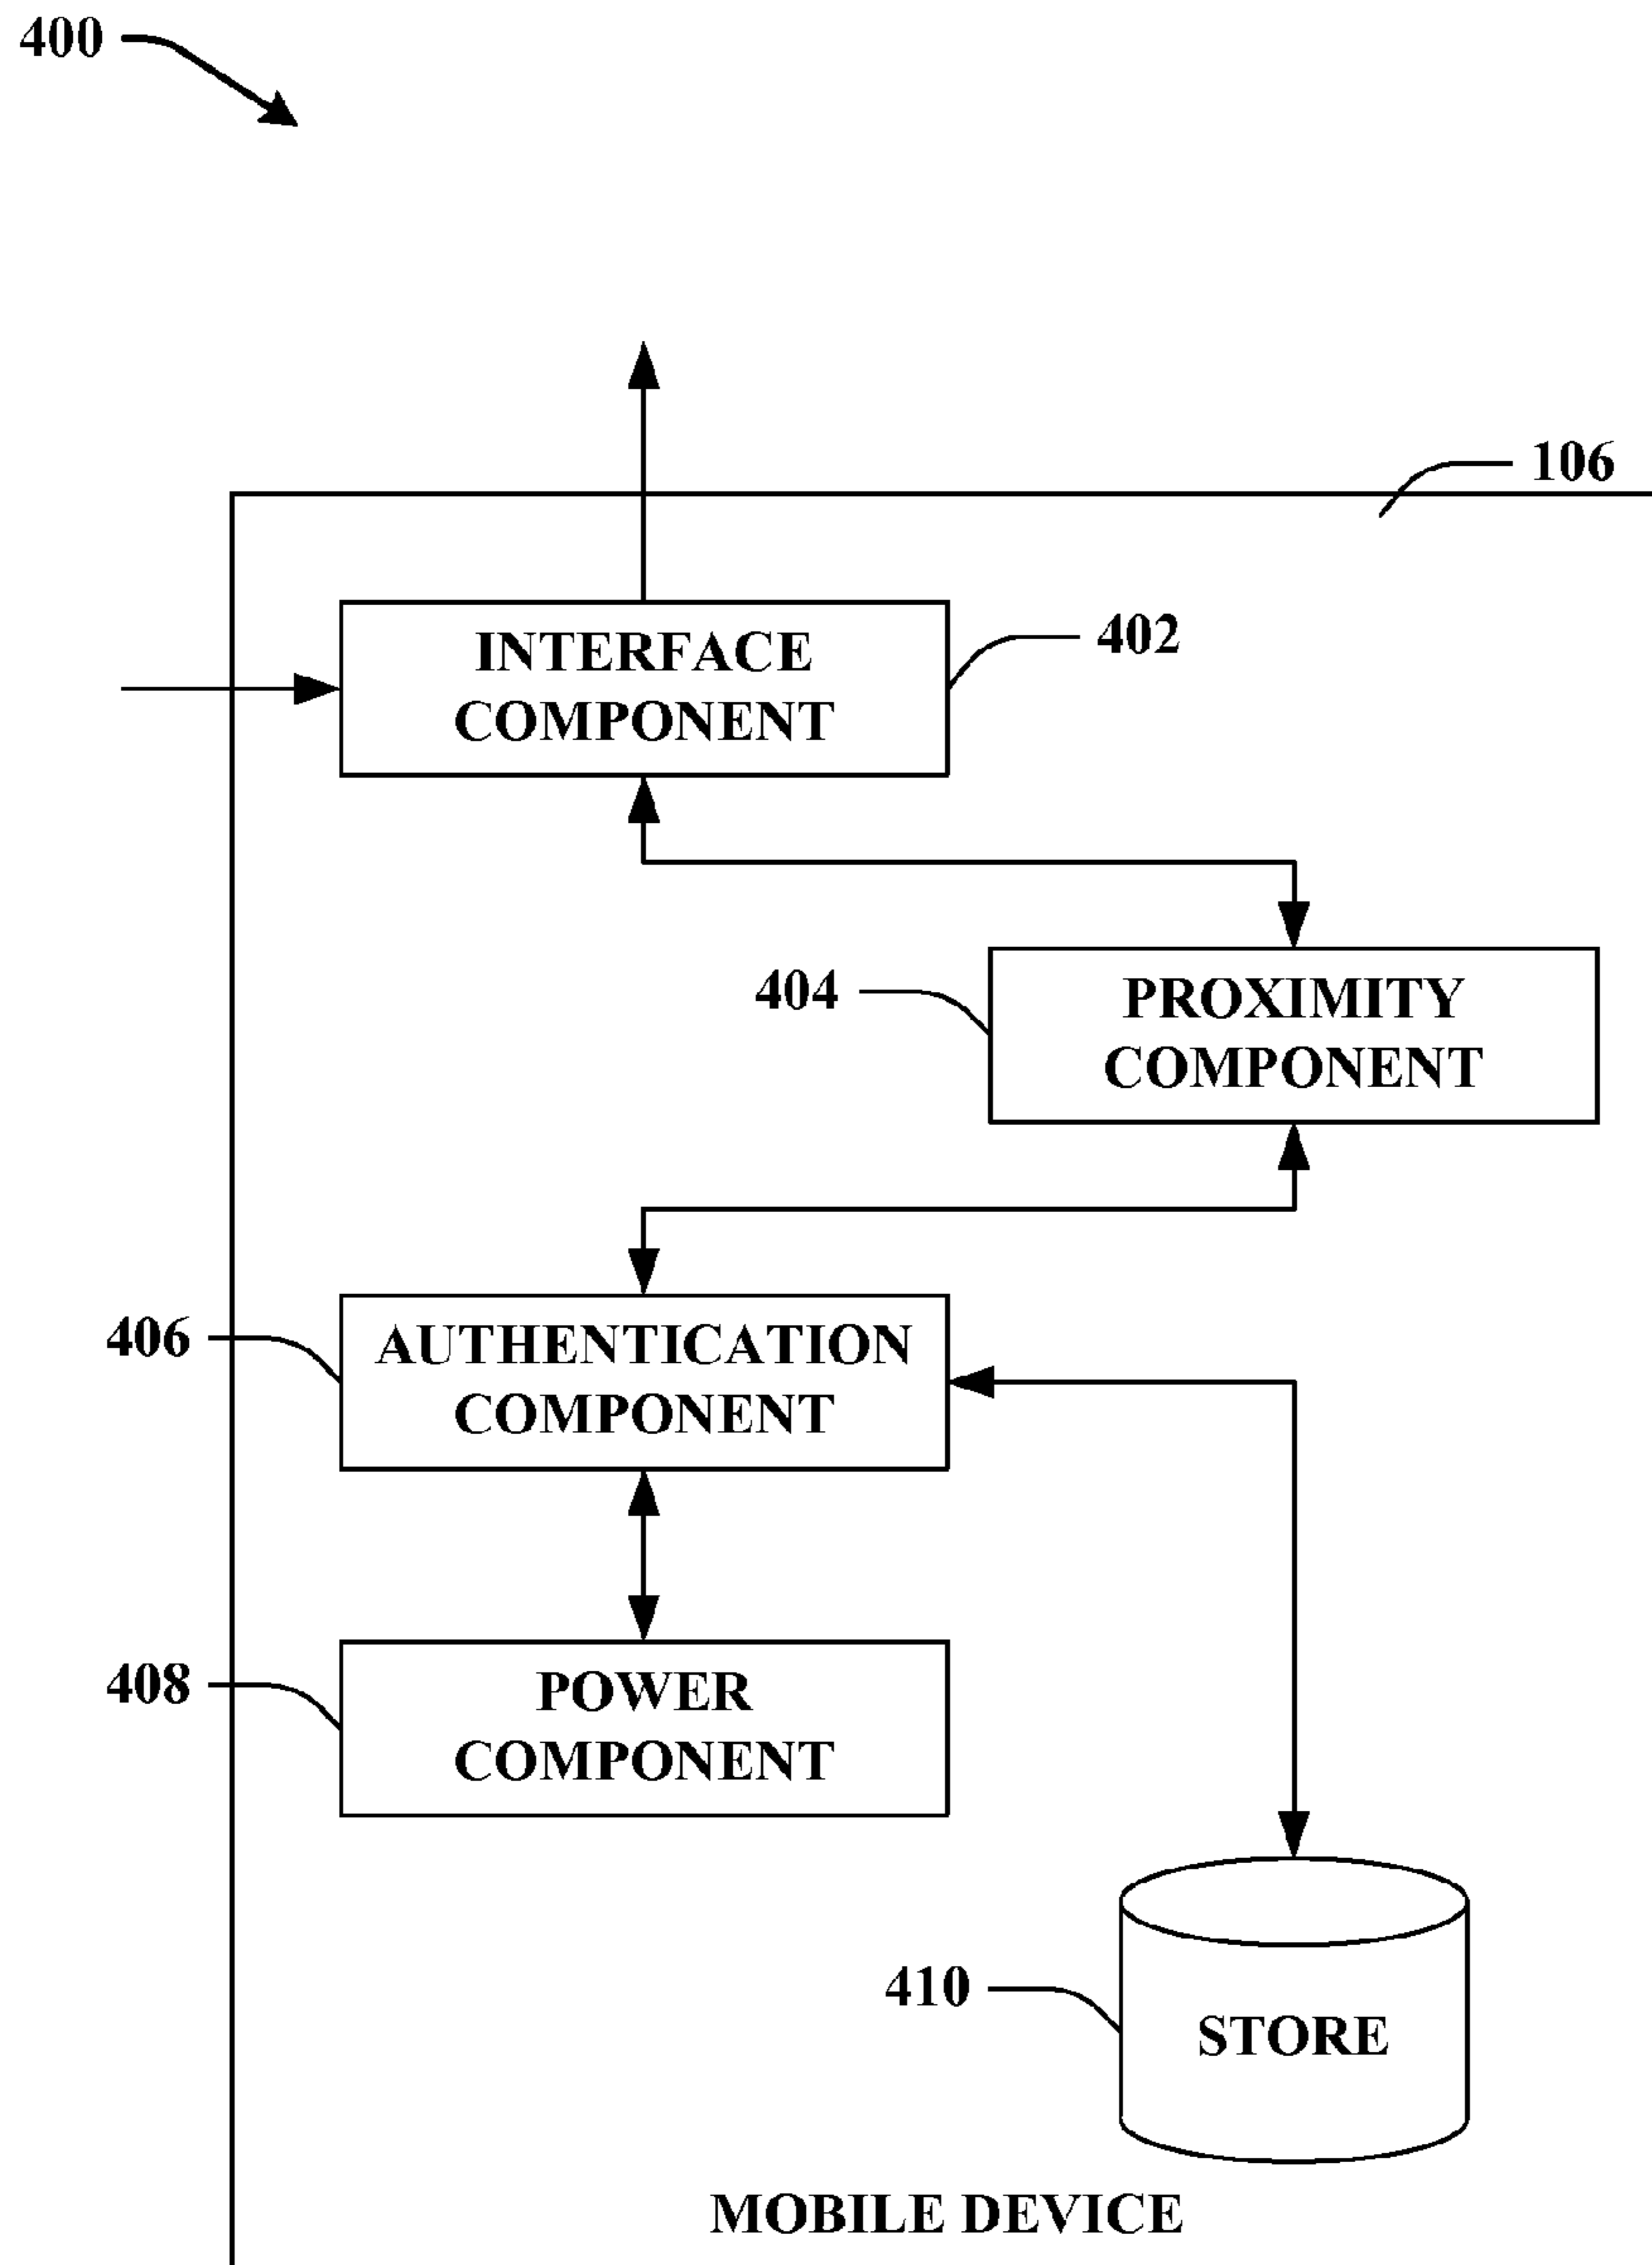 400
106
INTERFACE
COMPONENT
402
404
PROXIMITY
COMPONENT
406
AUTHENTICATION
COMPONENT
408
POWER
COMPONENT
410
STORE
MOBILE DEVICE